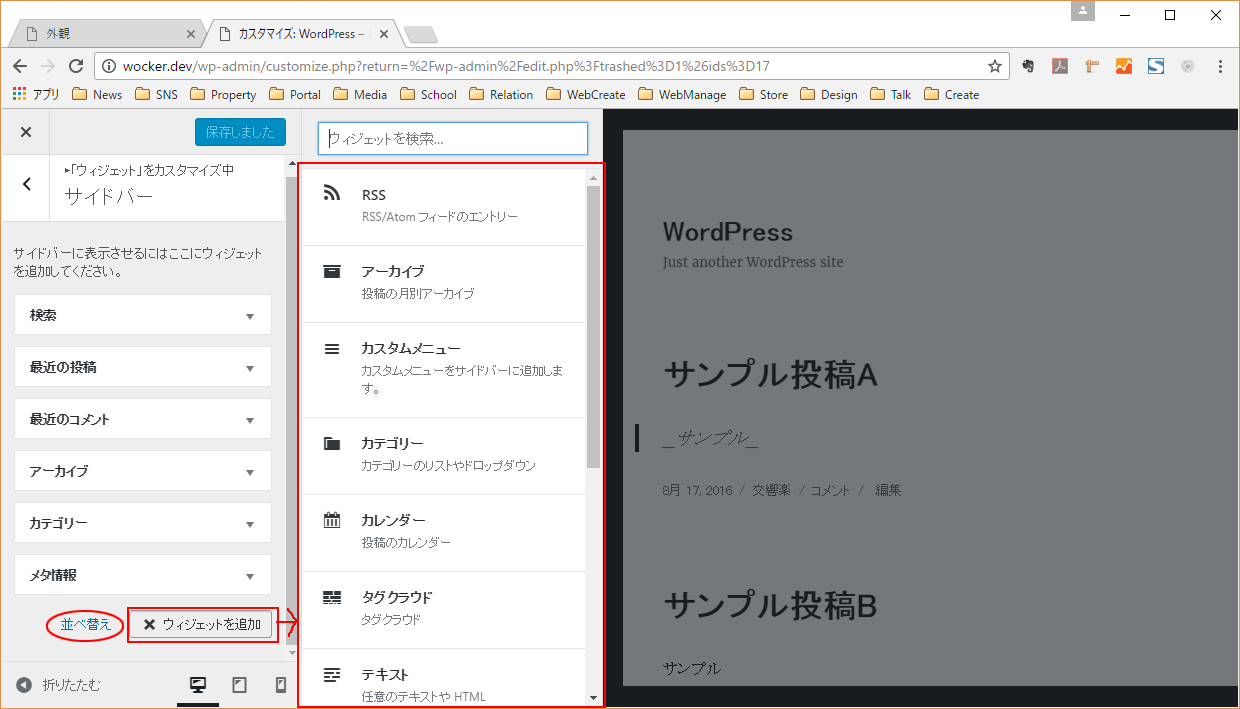 外観
カスタマイズ: WordPress –
wocker.dev/wp-admin/customize.php?return=%2Fwp-admin%2Fedit.php%3Ftrashed%3D1%26ids%3D17
アプリ News SNS Property Portal Media School Relation WebCreate WebManage Store Design Talk Create
保存しました
ウィジェットを検索...
▸「ウィジェット」をカスタマイズ中
サイドバー
サイドバーに表示させるにはここにウィジェット
を追加してください。
検索
最近の投稿
最近のコメント
アーカイブ
カテゴリー
メタ情報
並べ替え
ウィジェットを追加
折りたたむ
RSS
RSS/Atom フィードのエントリー
アーカイブ
投稿の月別アーカイブ
カスタムメニュー
カスタムメニューをサイドバーに追加しま
す。
カテゴリー
カテゴリーのリストやドロップダウン
カレンダー
投稿のカレンダー
タグクラウド
タグクラウド
テキスト
任意のテキストや HTML
WordPress
Just another WordPress site
サンプル投稿A
_サンプル_
8月 17, 2016 / 交響楽 / コメント / 編集
サンプル投稿B
サンプル